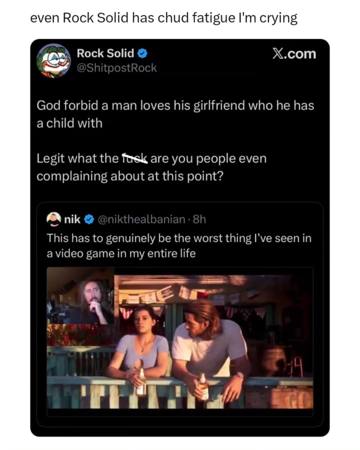 even Rock Solid has chud fatigue I'm crying
Rock Solid
@ShitpostRock
X.com
God forbid a man loves his girlfriend who he has
a child with
Legit what the fuck are you people even
complaining about at this point?
nik @nikthealbanian · 8h
This has to genuinely be the worst thing I've seen in
a video game in my entire life